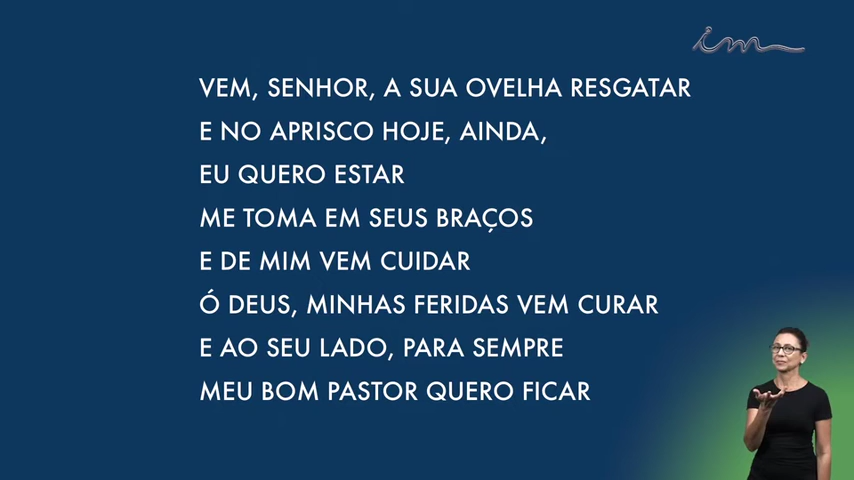 im
VEM, SENHOR, A SUA OVELHA RESGATAR
E NO APRISCO HOJE, AINDA,
EU QUERO ESTAR
ME TOMA EM SEUS BRAÇOS
E DE MIM VEM CUIDAR
Ó DEUS, MINHAS FERIDAS VEM CURAR
E AO SEU LADO, PARA SEMPRE
MEU BOM PASTOR QUERO FICAR